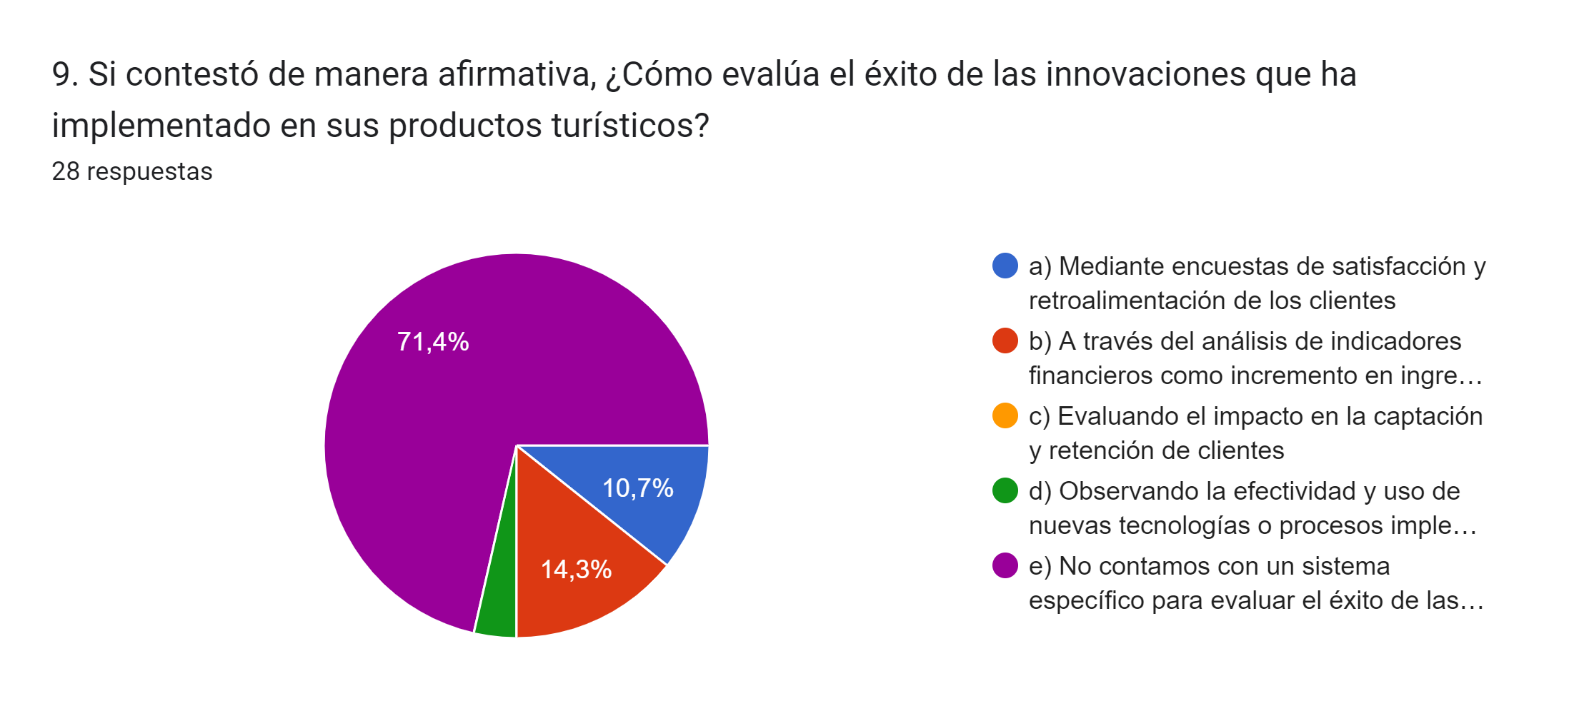 9. Si contestó de manera afirmativa, ¿Cómo evalúa el éxito de las innovaciones que ha
implementado en sus productos turísticos?
28 respuestas
71,4%
10,7%
14,3%
a) Mediante encuestas de satisfacción y
retroalimentación de los clientes
b) A través del análisis de indicadores
financieros como incremento en ingre…
c) Evaluando el impacto en la captación
y retención de clientes
d) Observando la efectividad y uso de
nuevas tecnologías o procesos imple…
e) No contamos con un sistema
específico para evaluar el éxito de las…